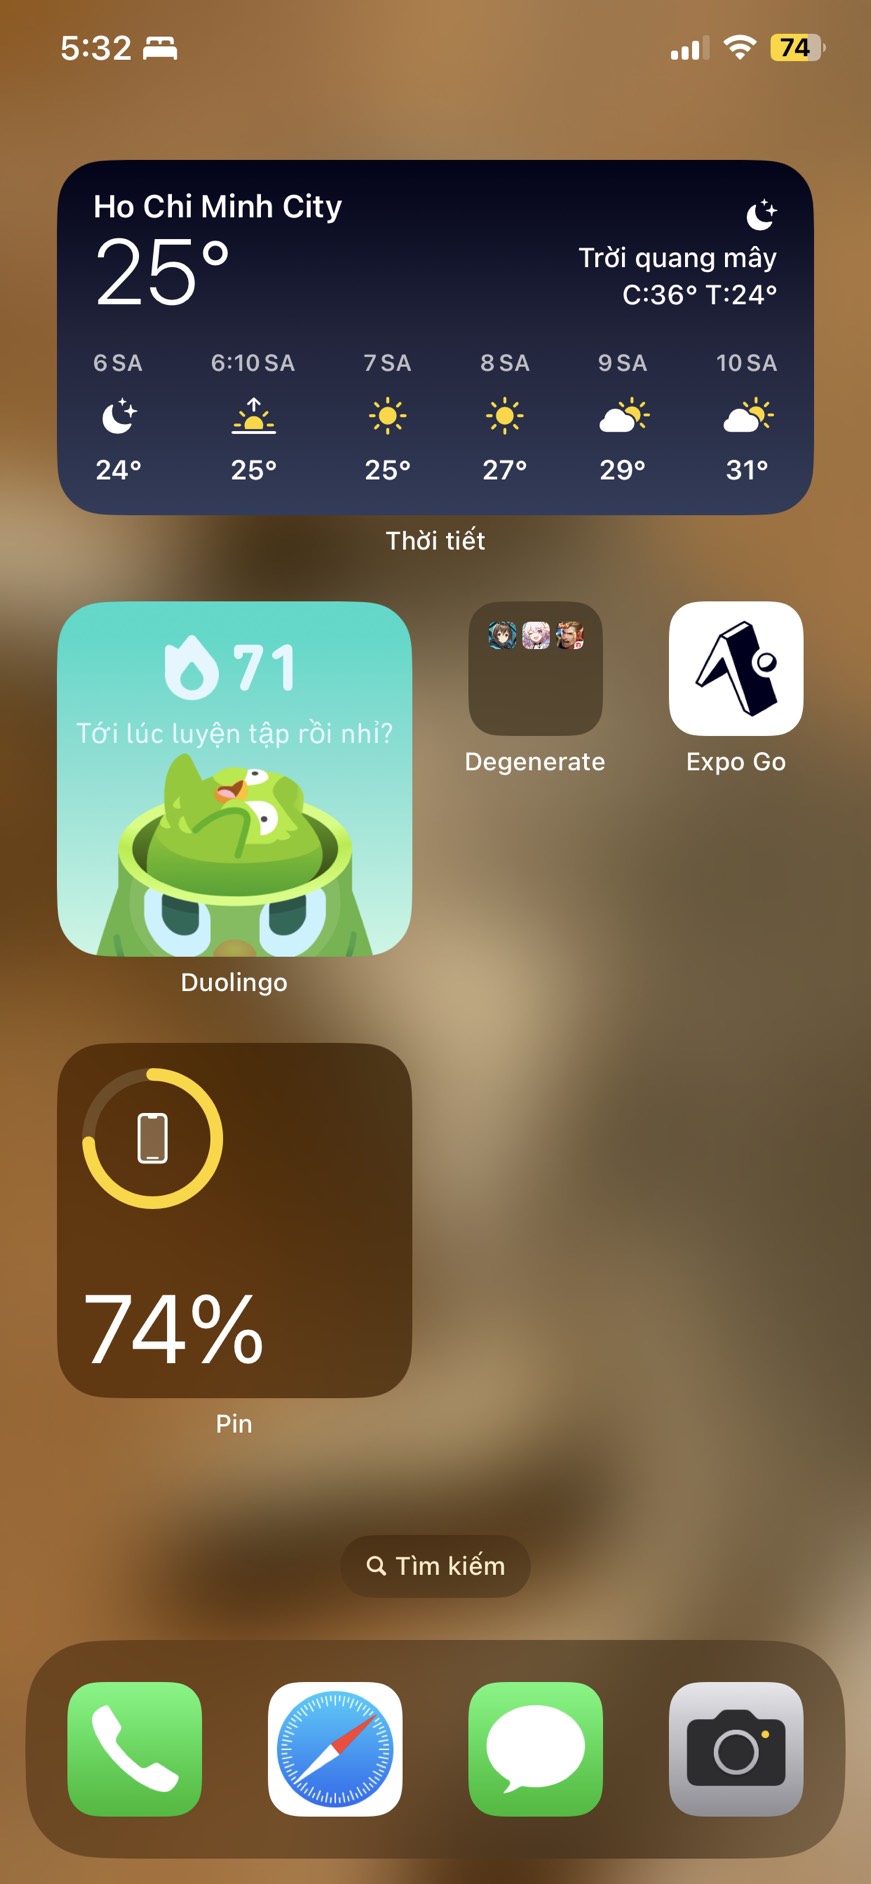 5:32
74
Ho Chi Minh City
25°
Trời quang mây
C:36° T:24°
6 SA 6:10 SA 7 SA 8 SA 9 SA 10 SA
24° 25° 25° 27° 29° 31°
Thời tiết
71
Tới lúc luyện tập rồi nhỉ?
Duolingo
Degenerate
Expo Go
74%
Pin
Tìm kiếm